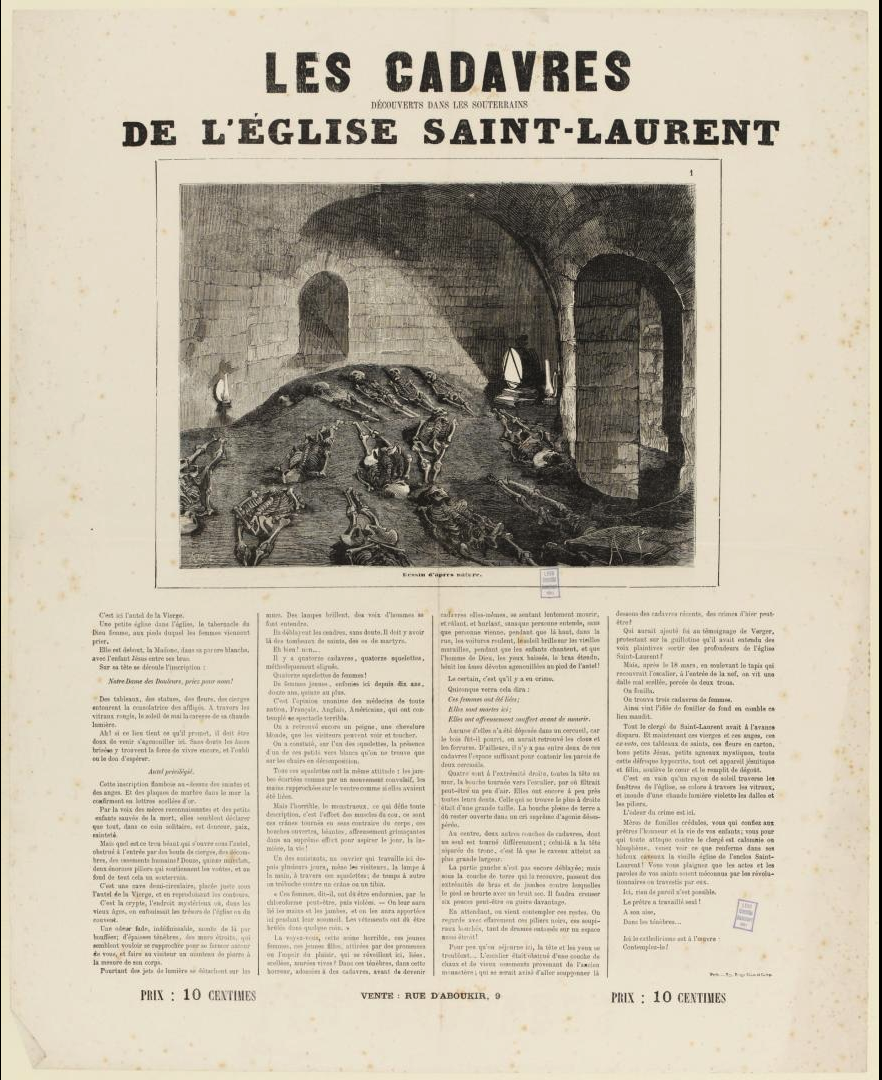 LES CADAVRES
DÉCOUVERTS DANS LES SOUTERRAINS
DE L'ÉGLISE SAINT-LAURENT
1
Dessin d'après nature.
C'est ici l'autel de la Vierge.
Une petite église dans l'église, le tabernacle du
Dieu femme, aux pieds duquel les femmes viennent
prier.
Elle est debout, la Madone, dans sa parure blanche,
avec l'enfant Jésus entre ses bras.
Sur sa tête se déroule l'inscription :
Notre-Dame des Douleurs, priez pour nous!
Des tableaux, des statues, des fleurs, des cierges
entourent la consolatrice des affligés. A travers les
vitraux rougis, le soleil de mai la caresse de sa chaude
lumière.
Ah! si ce lieu tient ce qu'il promet, il doit être
doux de venir s'agenouiller ici. Sans doute les âmes
brisées y trouvent la force de vivre encore, et l'oubli
ou le don d'espérer.
Autel privilégié.
Cette inscription flamboie au-dessus des mantes et
des anges. Et des plaques de marbre dans le mur la
confirment en lettres scellées d'or.
Par la voix des mères reconnaissantes et des petits
enfants sauvés de la mort, elles semblent déclarer
que tout, dans ce coin solitaire, est douceur, paix,
sainteté.
Mais quel est ce trou béant qui s'ouvre sous l'autel,
obstrué à l'entrée par des bouts de cierges, des décom-
bres, des ossements humains? Douze, quinze marches,
deux énormes piliers qui soutiennent les voûtes, et au
fond de tout cela un souterrain.
C'est une cave demi-circulaire, placée juste sous
l'autel de la Vierge, et en reproduisant les contours.
C'est la crypte, l'endroit mystérieux où, dans les
vieux âges, on enfouissait les trésors de l'église ou du
couvent.
Une odeur fade, indéfinissable, monte de là par
bouffées; d'épaisses ténèbres, des murs étroits, qui
semblent vouloir se rapprocher pour se fermer autour
de vous, et faire au visiteur un manteau de pierre à
la mesure de son corps.
Pourtant des jets de lumière se détachent sur les
murs. Des lampes brillent, des voix d'hommes se
font entendre.
Ils déblayent les cendres, sans doute. Il doit y avoir
là des tombeaux de saints, des os de martyrs.
Eh bien! non...
Il y a quatorze cadavres, quatorze squelettes,
méthodiquement alignés.
Quatorze squelettes de femmes!
De femmes jeunes, enfouies ici depuis dix ans,
douze ans, quinze au plus.
C'est l'opinion unanime des médecins de toute
nation, Français, Anglais, Américains, qui ont con-
templé ce spectacle terrible.
On a retrouvé encore un peigne, une chevelure
blonde, que les visiteurs peuvent voir et toucher.
On a constaté, sur l'un des squelettes, la présence
d'un de ces petits vers blancs qu'on ne trouve que
sur les chairs en décomposition.
Tous ces squelettes ont la même attitude : les jam-
bes écartées comme par un mouvement convulsif, les
mains rapprochées sur le ventre comme si elles avaient
été liées.
Mais l'horrible, le monstrueux, ce qui défie toute
description, c'est l'effet des muscles du cou, ce sont
ces crânes tournés en sens contraire du corps, ces
bouches ouvertes, béantes, affreusement grimaçantes
dans un suprême effort pour aspirer le jour, la lu-
mière, la vie!
Un des assistants, un ouvrier qui travaille ici de-
puis plusieurs jours, mène les visiteurs, la lampe à
la main, à travers ces squelettes; de temps à autre
on trébuche contre un crâne ou un tibia.
« Ces femmes, dit-il, ont dû être endormies, par le
chloroforme peut-être, puis violées. — On leur aura
lié les mains et les jambes, et on les aura apportées
ici pendant leur sommeil. Les vêtements ont dû être
brûlés dans quelque coin. »
La voyez-vous, cette scène horrible, ces jeunes
femmes, ces jeunes filles, attirées par des promesses
ou l'espoir du plaisir, qui se réveillent ici, liées,
scellées, murées vives? Dans ces ténèbres, dans cette
horreur, adossées à des cadavres, avant de devenir
cadavres elles-mêmes, se sentant lentement mourir,
et râlant, et hurlant, sans que personne entende, sans
que personne vienne, pendant que là haut, dans la
rue, les voitures roulent, le soleil brille sur les vieilles
murailles, pendant que les enfants chantent, et que
l'homme de Dieu, les yeux baissés, le bras étendu,
bénit les têtes dévotes agenouillées au pied de l'autel!
Le certain, c'est qu'il y a eu crime.
Quiconque verra cela dira :
Ces femmes ont été liées;
Elles sont mortes ici;
Elles ont affreusement souffert avant de mourir.
Aucune d'elles n'a été déposée dans un cercueil, car
le bois fût-il pourri, on aurait retrouvé les clous et
les ferrures. D'ailleurs, il n'y a pas entre deux de ces
cadavres l'espace suffisant pour contenir les parois de
deux cercueils.
Quatre sont à l'extrémité droite, toutes la tête au
mur, la bouche tournée vers l'escalier, par où filtrait
peut-être un peu d'air. Elles ont encore à peu près
toutes leurs dents. Celle qui se trouve le plus à droite
était d'une grande taille. La bouche pleine de terre a
dû rester ouverte dans un cri suprême d'agonie déses-
pérée.
Au centre, deux autres couches de cadavres, dont
un seul est tourné différemment; celui-là a la tête
séparée du tronc, c'est là que le caveau atteint sa
plus grande largeur.
La partie gauche n'est pas encore déblayée; mais
sous la couche de terre qui la recouvre, passent des
extrémités de bras et de jambes contre lesquelles
le pied se heurte avec un bruit sec. Il faudra creuser
six pouces peut-être ou guère davantage.
En attendant, on vient contempler ces restes. On
regarde avec effarement ces piliers noirs, ces soupi-
raux bouchés, tant de drames entassés sur un espace
aussi étroit!
Pour peu qu'on séjourne ici, la tête et les yeux se
troublent... L'escalier était obstrué d'une couche de
chaux et de vieux ossements provenant de l'ancien
monastère; qui se serait avisé d'aller soupçonner là
dessous des cadavres récents, des crimes d'hier peut-
être?
Qui aurait ajouté foi au témoignage de Verger,
protestant sur la guillotine qu'il avait entendu des
voix plaintives sortir des profondeurs de l'église
Saint-Laurent?
Mais, après le 18 mars, en soulevant le tapis qui
recouvrait l'escalier, à l'entrée de la nef, on vit une
dalle mal scellée, percée de deux trous.
On fouilla.
On trouva trois cadavres de femmes.
Ainsi vint l'idée de fouiller de fond en comble ce
lieu maudit.
Tout le clergé de Saint-Laurent avait à l'avance
disparu. Et maintenant ces vierges et ces anges, ces
ex-voto, ces tableaux de saints, ces fleurs en carton,
bons petits Jésus, petits agneaux mystiques, toute
cette défroque hypocrite, tout cet appareil jésuitique
et félin, soulève le cœur et le remplit de dégoût.
C'est en vain qu'un rayon de soleil traverse les
fenêtres de l'église, se colore à travers les vitraux,
et inonde d'une chaude lumière violette les dalles et
les piliers.
L'odeur du crime est ici.
Mères de familles crédules, vous qui confiez aux
prêtres l'honneur et la vie de vos enfants; vous pour
qui toute attaque contre le clergé est calomnie ou
blasphème, venez voir ce que renferme dans ses
hideux caveaux la vieille église de l'enclos Saint-
Laurent! Vous vous plaignez que les actes et les
paroles de vos saints soient méconnus par les révolu-
tionnaires ou travestis par eux.
Ici, rien de pareil n'est possible.
Le prêtre a travaillé seul!
A son aise,
Dans les ténèbres...
Ici le catholicisme est à l'œuvre :
Contemplez-le!
PRIX : 10 CENTIMES
VENTE : RUE D'ABOUKIR, 9
PRIX : 10 CENTIMES